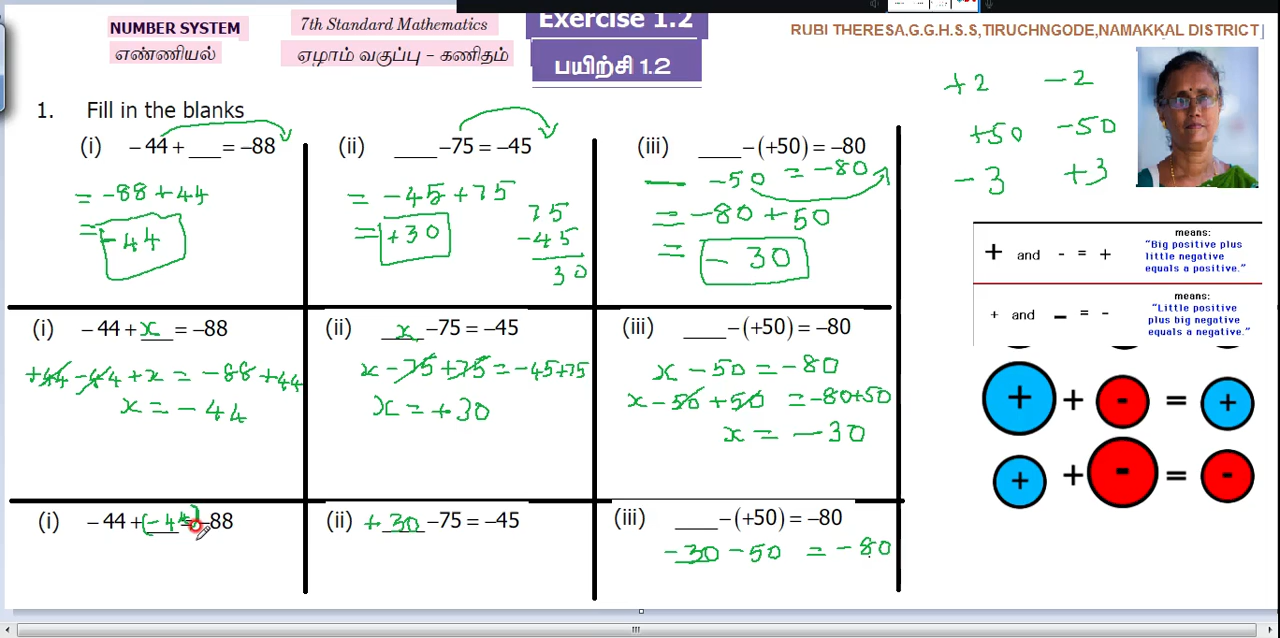 NUMBER SYSTEM
எண்ணியல்
7th Standard Mathematics
ஏழாம் வகுப்பு – கணிதம்
Exercise 1.2
பயிற்சி 1.2
RUBI THERESA,G.G.H.S.S,TIRUCHNGODE,NAMAKKAL DISTRICT
1. Fill in the blanks
(i) –44 + ___ = –88
= -88 + 44
= -44
(ii) ____ –75 = –45
= -45 + 75
= +30
75
-45
30
(iii) ____ –(+50) = –80
— -50 = -80
= -80 + 50
= - 30
+2 -2
+50 -50
-3 +3
+ and - = +
means:
"Big positive plus
little negative
equals a positive."
+ and – = -
means:
"Little positive
plus big negative
equals a negative."
+ + - = +
+ + - = -
(i) –44 + x = –88
+44 -44 + x = -88 +44
x = -44
(ii) x –75 = –45
x - 75 + 75 = -45+75
x = +30
(iii) ____ –(+50) = –80
x - 50 = -80
x - 50 + 50 = -80+50
x = -30
(i) –44 + (-44) = –88
(ii) +30 –75 = –45
(iii) ____ –(+50) = –80
-30 - 50 = -80